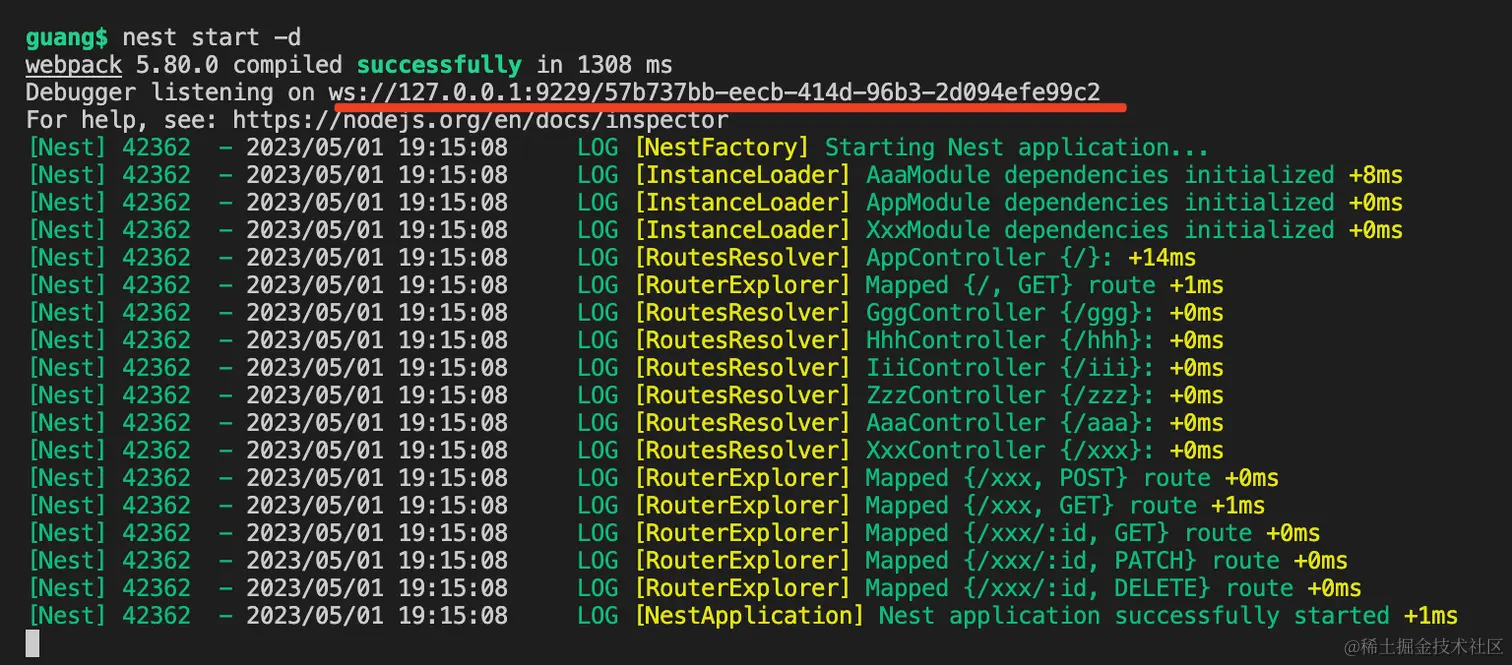 guang$ nest start -d
webpack 5.80.0 compiled successfully in 1308 ms
Debugger listening on ws://127.0.0.1:9229/57b737bb-eecb-414d-96b3-2d094efe99c2
For help, see: https://nodejs.org/en/docs/inspector
[Nest] 42362  - 2023/05/01 19:15:08     LOG [NestFactory] Starting Nest application...
[Nest] 42362  - 2023/05/01 19:15:08     LOG [InstanceLoader] AaaModule dependencies initialized +8ms
[Nest] 42362  - 2023/05/01 19:15:08     LOG [InstanceLoader] AppModule dependencies initialized +0ms
[Nest] 42362  - 2023/05/01 19:15:08     LOG [InstanceLoader] XxxModule dependencies initialized +0ms
[Nest] 42362  - 2023/05/01 19:15:08     LOG [RoutesResolver] AppController {/}: +14ms
[Nest] 42362  - 2023/05/01 19:15:08     LOG [RouterExplorer] Mapped {/, GET} route +1ms
[Nest] 42362  - 2023/05/01 19:15:08     LOG [RoutesResolver] GggController {/ggg}: +0ms
[Nest] 42362  - 2023/05/01 19:15:08     LOG [RoutesResolver] HhhController {/hhh}: +0ms
[Nest] 42362  - 2023/05/01 19:15:08     LOG [RoutesResolver] IiiController {/iii}: +0ms
[Nest] 42362  - 2023/05/01 19:15:08     LOG [RoutesResolver] ZzzController {/zzz}: +0ms
[Nest] 42362  - 2023/05/01 19:15:08     LOG [RoutesResolver] AaaController {/aaa}: +0ms
[Nest] 42362  - 2023/05/01 19:15:08     LOG [RoutesResolver] XxxController {/xxx}: +0ms
[Nest] 42362  - 2023/05/01 19:15:08     LOG [RouterExplorer] Mapped {/xxx, POST} route +0ms
[Nest] 42362  - 2023/05/01 19:15:08     LOG [RouterExplorer] Mapped {/xxx, GET} route +1ms
[Nest] 42362  - 2023/05/01 19:15:08     LOG [RouterExplorer] Mapped {/xxx/:id, GET} route +0ms
[Nest] 42362  - 2023/05/01 19:15:08     LOG [RouterExplorer] Mapped {/xxx/:id, PATCH} route +0ms
[Nest] 42362  - 2023/05/01 19:15:08     LOG [RouterExplorer] Mapped {/xxx/:id, DELETE} route +0ms
[Nest] 42362  - 2023/05/01 19:15:08     LOG [NestApplication] Nest application successfully started +1ms
@稀土掘金技术社区